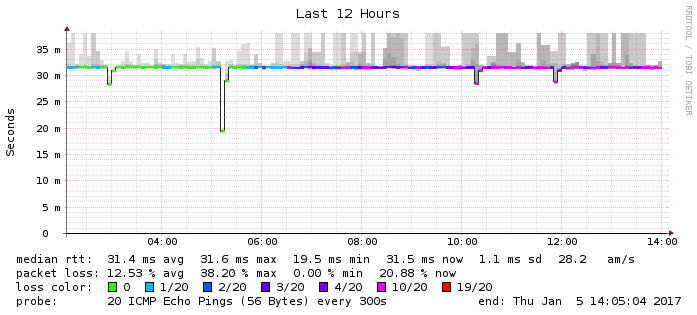 Last 12 Hours
RRDTOOL / TOBI OETIKER
Seconds
35 m
30 m
25 m
20 m
15 m
10 m
5 m
0
04:00 06:00 08:00 10:00 12:00 14:00
median rtt: 31.4 ms avg 31.6 ms max 19.5 ms min 31.5 ms now 1.1 ms sd 28.2 am/s
packet loss: 12.53 % avg 38.20 % max 0.00 % min 20.88 % now
loss color: 0 1/20 2/20 3/20 4/20 10/20 19/20
probe: 20 ICMP Echo Pings (56 Bytes) every 300s end: Thu Jan 5 14:05:04 2017